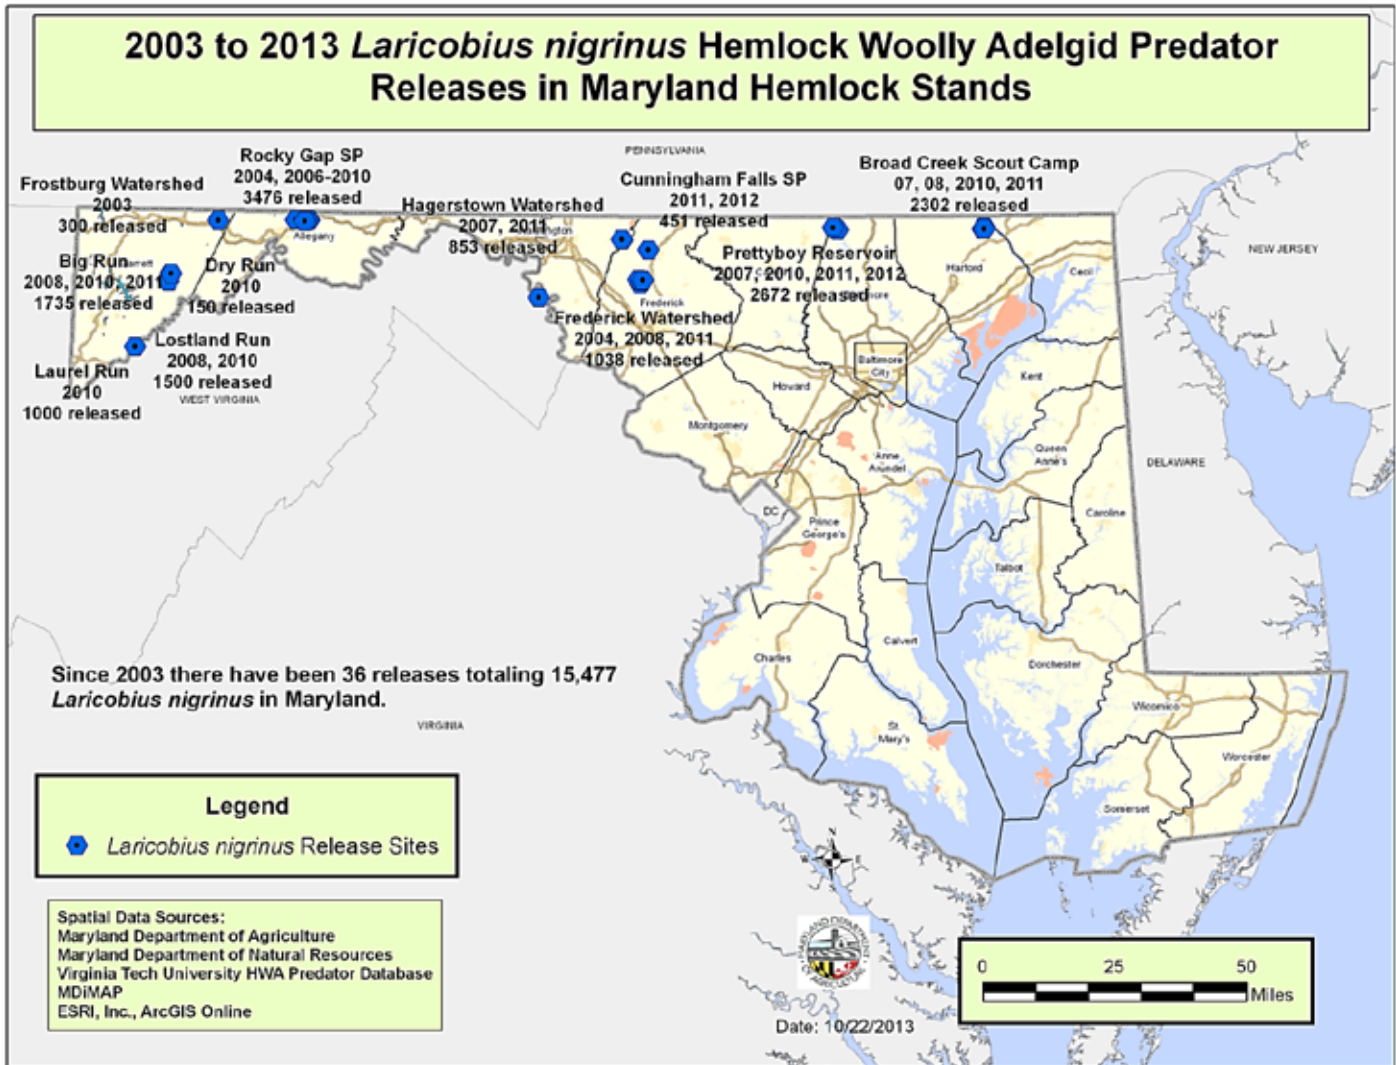 2003 to 2013 Laricobius nigrinus Hemlock Woolly Adelgid Predator
Releases in Maryland Hemlock Stands
PENNSYLVANIA
Rocky Gap SP
2004, 2006-2010
3476 released
Frostburg Watershed
2003
300 released
Hagerstown Watershed
2007, 2011
853 released
Cunningham Falls SP
2011, 2012
451 released
Broad Creek Scout Camp
07, 08, 2010, 2011
2302 released
Big Run
2008, 2010, 2011
1735 released
Dry Run
2010
150 released
Prettyboy Reservoir
2007, 2010, 2011, 2012
2672 released
Frederick Watershed
2004, 2008, 2011
1038 released
Lostland Run
2008, 2010
1500 released
Laurel Run
2010
1000 released
Allegany
Frederick
Harford
Cecil
NEW JERSEY
WEST VIRGINIA
Baltimore
City
Howard
Kent
Montgomery
Anne
Arundel
Queen
Anne's
DELAWARE
DC
Prince
George's
Caroline
Talbot
Calvert
Charles
Dorchester
St.
Mary's
Wicomico
Worcester
Somerset
VIRGINIA
Since 2003 there have been 36 releases totaling 15,477
Laricobius nigrinus in Maryland.
Legend
Laricobius nigrinus Release Sites
Spatial Data Sources:
Maryland Department of Agriculture
Maryland Department of Natural Resources
Virginia Tech University HWA Predator Database
MDiMAP
ESRI, Inc., ArcGIS Online
N
W
E
MARYLAND DEPARTMENT
OF AGRICULTURE
Date: 10/22/2013
0 25 50
Miles